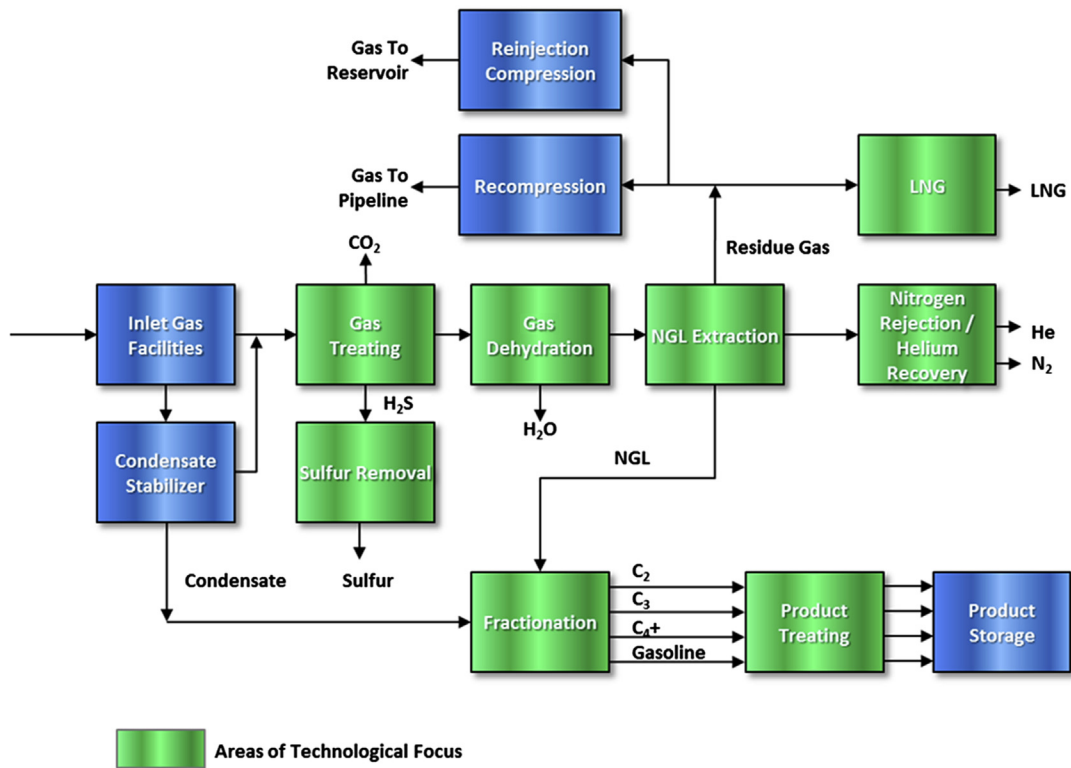 Gas To
Reservoir
Reinjection
Compression
Gas To
Pipeline
Recompression
LNG
LNG
CO₂
Residue Gas
Inlet Gas
Facilities
Gas
Treating
Gas
Dehydration
NGL Extraction
Nitrogen
Rejection /
Helium
Recovery
He
N₂
H₂S
H₂O
Condensate
Stabilizer
Sulfur Removal
NGL
Condensate
Sulfur
Fractionation
C₂
C₃
C₄+
Gasoline
Product
Treating
Product
Storage
Areas of Technological Focus